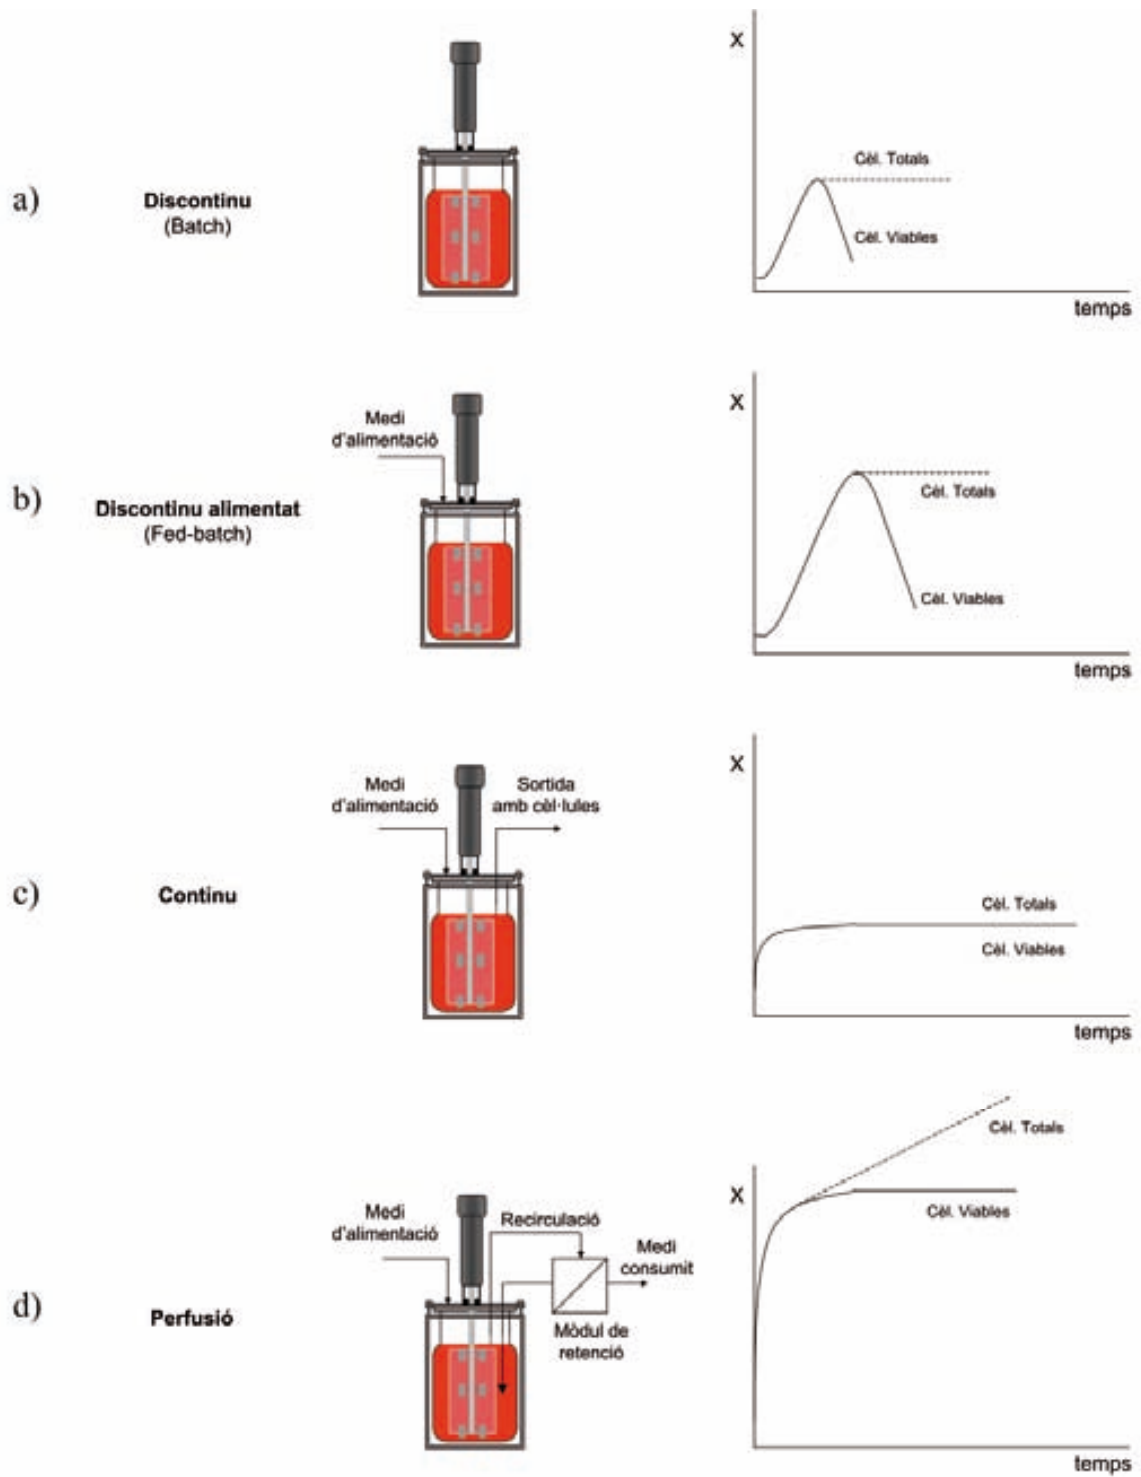 X
Cèl. Totals
a)
Discontinu
(Batch)
Cèl. Viables
temps
X
Medi
d'alimentació
b)
Discontinu alimentat
(Fed-batch)
Cèl. Totals
Cèl. Viables
temps
X
Medi
d'alimentació
Sortida
amb cèl·lules
c)
Continu
Cèl. Totals
Cèl. Viables
temps
Cèl. Totals
X
Medi
d'alimentació
Recirculació
Medi
consumit
Cèl. Viables
d)
Perfusió
Mòdul de
retenció
temps